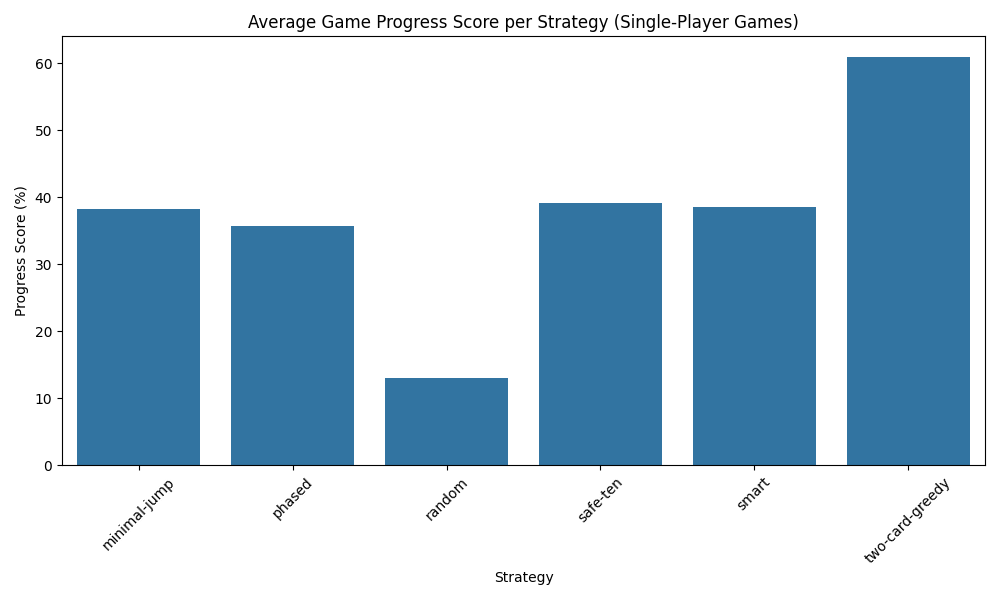 Average Game Progress Score per Strategy (Single-Player Games)
Progress Score (%)
60
50
40
30
20
10
0
minimal-jump
phased
random
safe-ten
smart
two-card-greedy
Strategy